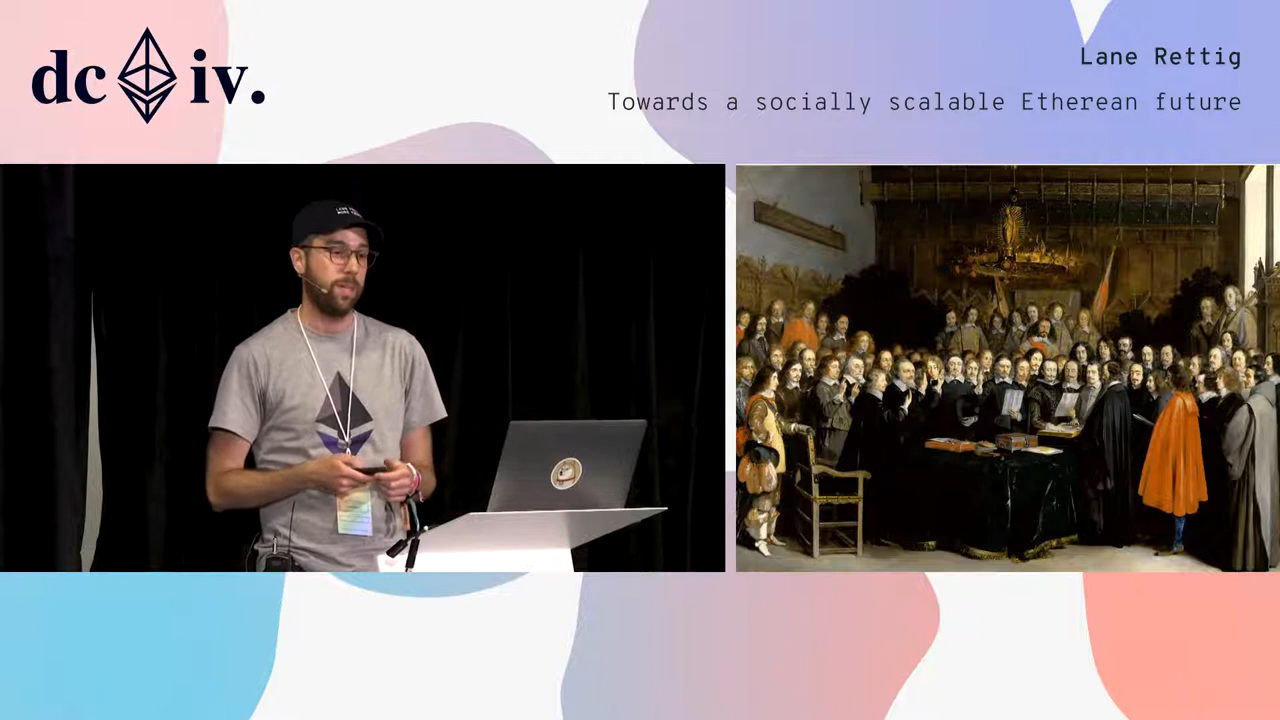 dc iv.
Lane Rettig
Towards a socially scalable Etherean future